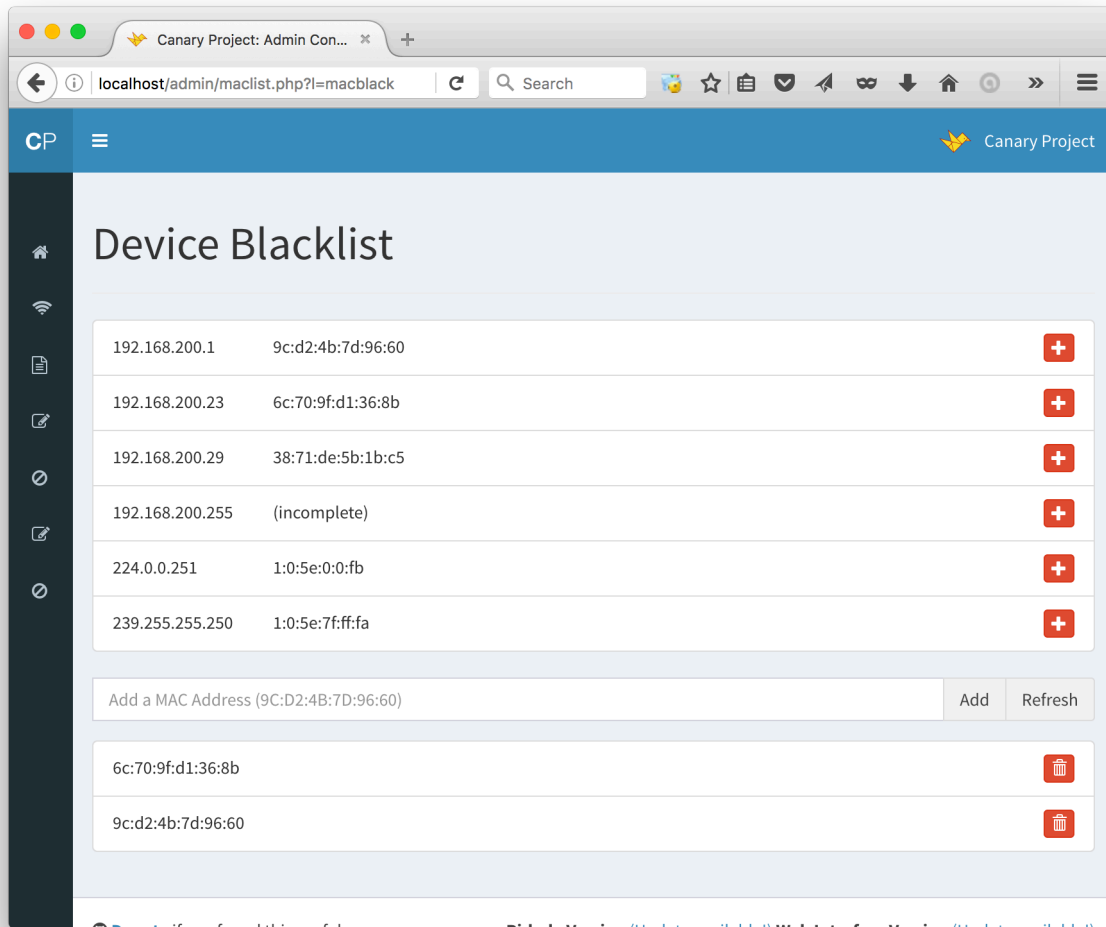 Canary Project: Admin Con...
localhost/admin/maclist.php?l=macblack
Search
CP
Canary Project
Device Blacklist
192.168.200.1 9c:d2:4b:7d:96:60
192.168.200.23 6c:70:9f:d1:36:8b
192.168.200.29 38:71:de:5b:1b:c5
192.168.200.255 (incomplete)
224.0.0.251 1:0:5e:0:0:fb
239.255.255.250 1:0:5e:7f:ff:fa
Add a MAC Address (9C:D2:4B:7D:96:60) Add Refresh
6c:70:9f:d1:36:8b
9c:d2:4b:7d:96:60